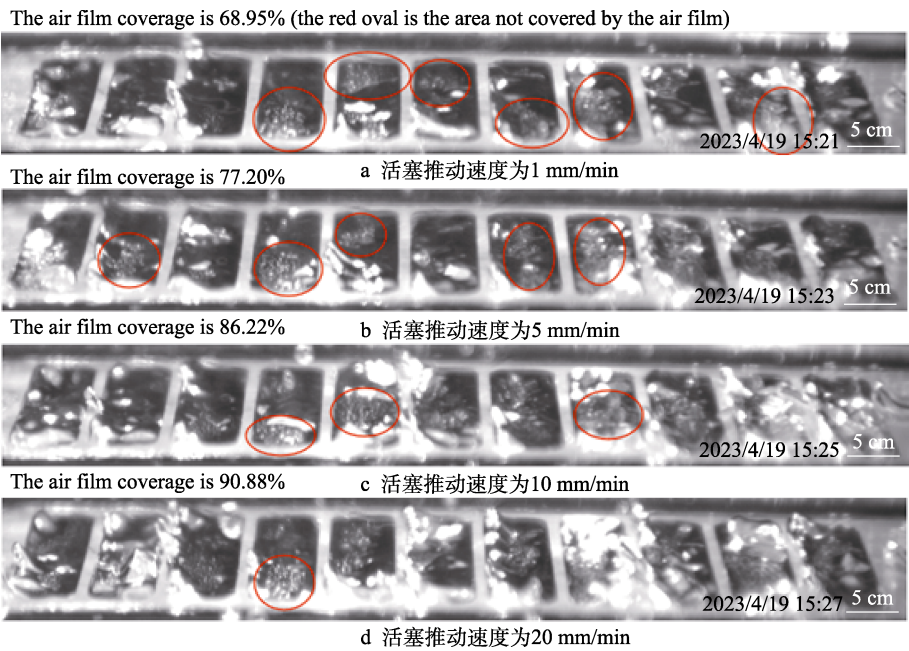 The air film coverage is 68.95% (the red oval is the area not covered by the air film)
2023/4/19 15:21
5 cm
a 活塞推动速度为1 mm/min
The air film coverage is 77.20%
2023/4/19 15:23
5 cm
b 活塞推动速度为5 mm/min
The air film coverage is 86.22%
2023/4/19 15:25
5 cm
c 活塞推动速度为10 mm/min
The air film coverage is 90.88%
2023/4/19 15:27
5 cm
d 活塞推动速度为20 mm/min